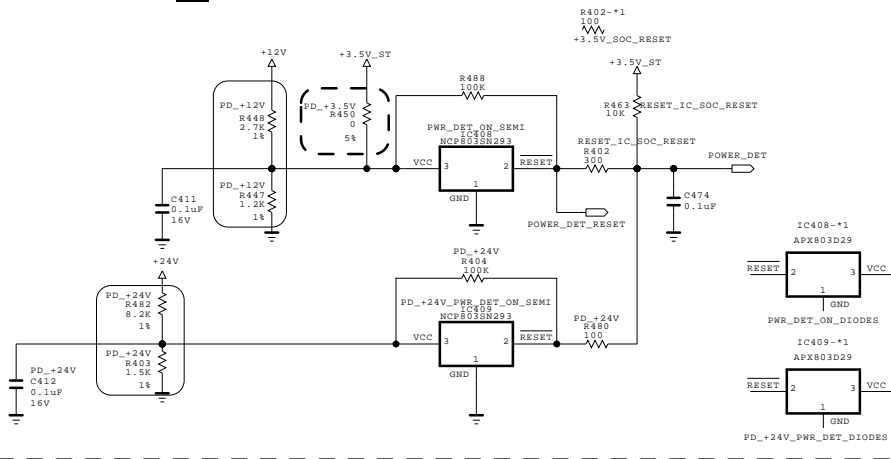 R402-*1
100
+3.5V_SOC_RESET
+12V
+3.5V_ST
+3.5V_ST
R488
100K
PD_+12V
R448
2.7K
1%
PD_+3.5V
R450
0
5%
R463
10K
RESET_IC_SOC_RESET
PWR_DET_ON_SEMI
IC408
NCP803SN293
RESET_IC_SOC_RESET
R402
300
POWER_DET
VCC
3
2
RESET
1
GND
C411
0.1uF
16V
PD_+12V
R447
1.2K
1%
C474
0.1uF
POWER_DET_RESET
+24V
PD_+24V
R404
100K
PD_+24V
R482
8.2K
1%
PD_+24V_PWR_DET_ON_SEMI
IC409
NCP803SN293
PD_+24V
R480
100
VCC
3
2
RESET
1
GND
PD_+24V
R403
1.5K
1%
PD_+24V
C412
0.1uF
16V
IC408-*1
APX803D29
RESET
2
3
VCC
1
GND
PWR_DET_ON_DIODES
IC409-*1
APX803D29
RESET
2
3
VCC
1
GND
PD_+24V_PWR_DET_DIODES